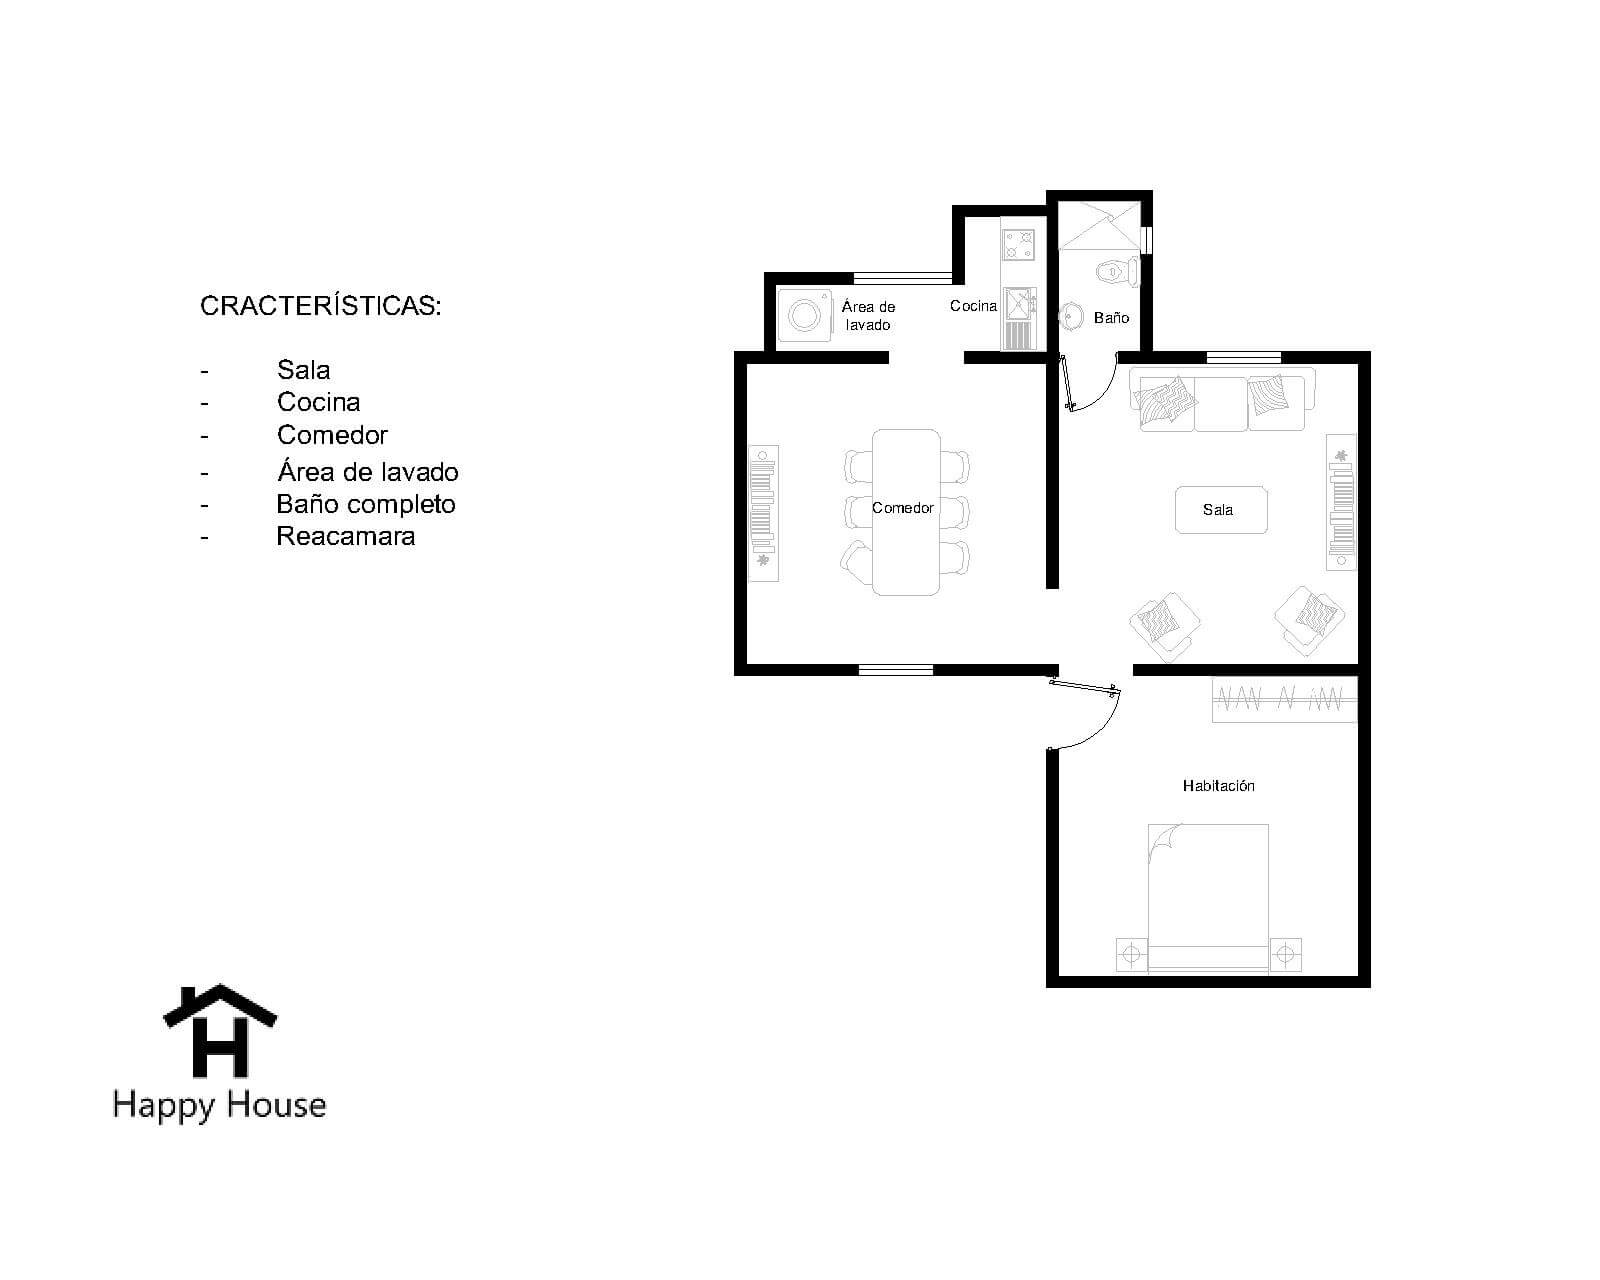 CRACTERÍSTICAS:
- Sala
- Cocina
- Comedor
- Área de lavado
- Baño completo
- Reacamara
Área de
lavado
Cocina
Baño
Comedor
Sala
Habitación
H
Happy House